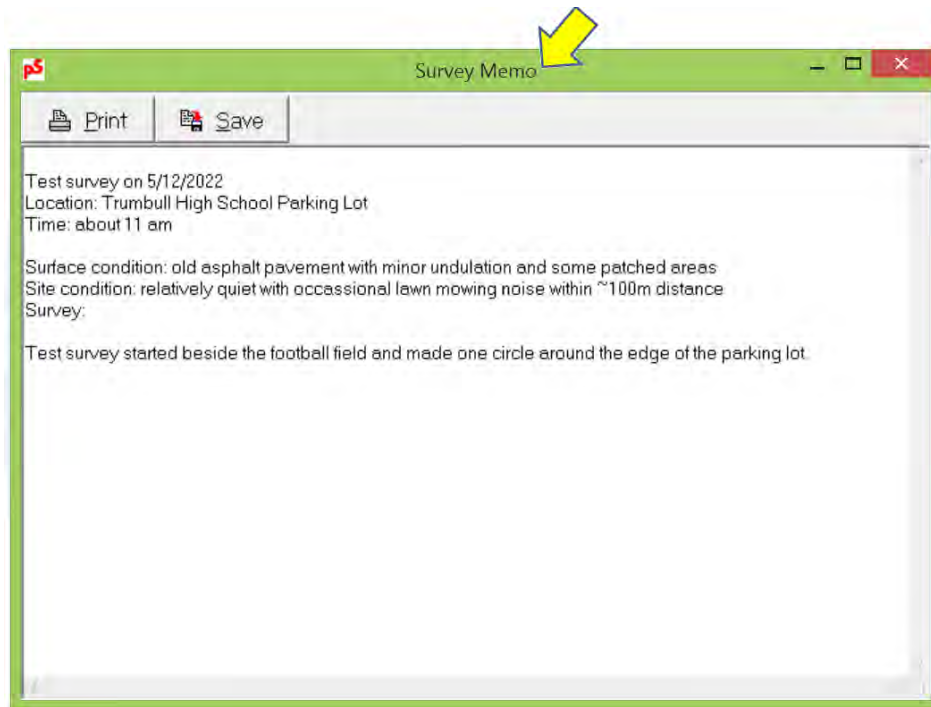 pS
Survey Memo
Print
Save
Test survey on 5/12/2022
Location: Trumbull High School Parking Lot
Time: about 11 am
Surface condition: old asphalt pavement with minor undulation and some patched areas
Site condition: relatively quiet with occassional lawn mowing noise within ~100m distance
Survey:
Test survey started beside the football field and made one circle around the edge of the parking lot.